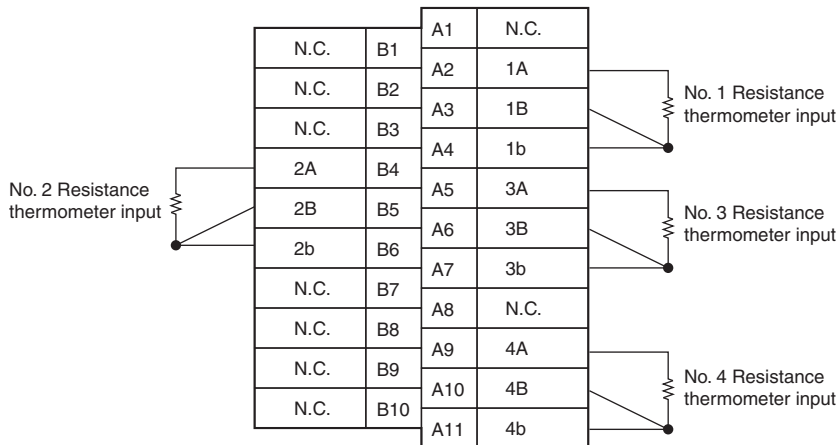 No. 2 Resistance
thermometer input
N.C. B1
N.C. B2
N.C. B3
2A B4
2B B5
2b B6
N.C. B7
N.C. B8
N.C. B9
N.C. B10
A1 N.C.
A2 1A
A3 1B
A4 1b
A5 3A
A6 3B
A7 3b
A8 N.C.
A9 4A
A10 4B
A11 4b
No. 1 Resistance
thermometer input
No. 3 Resistance
thermometer input
No. 4 Resistance
thermometer input